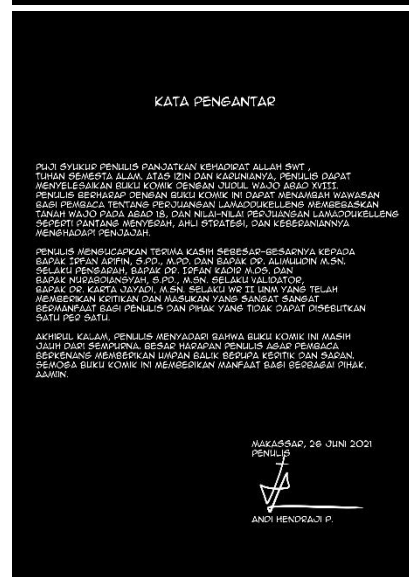 KATA PENGANTAR
PUJI SYUKUR PENULIS PANJATKAN KEHADIRAT ALLAH SWT ,
TUHAN SEMESTA ALAM. ATAS IZIN DAN KARUNIANYA, PENULIS DAPAT
MENYELESAIKAN BUKU KOMIK DENGAN JUDUL WAJO ABAD XVIII.
PENULIS BERHARAP DENGAN BUKU KOMIK INI DAPAT MENAMBAH WAWASAN
BAGI PEMBACA TENTANG PERJUANGAN LAMADDUKELLENG MEMBEBASKAN
TANAH WAJO PADA ABAD 18, DAN NILAI-NILAI PERJUANGAN LAMADDUKELLENG
SEPERTI PANTANG MENYERAH, AHLI STRATEGI, DAN KEBERANIANNYA
MENGHADAPI PENJAJAH.
PENULIS MENGUCAPKAN TERIMA KASIH SEBESAR-BESARNYA KEPADA
BAPAK IRFAN ARIFIN, S.PD., M.PD. DAN BAPAK DR. ALIMUDDIN M.SN.
SELAKU PENGARAH, BAPAK DR. IRFAN KADIR M.DS. DAN
BAPAK NURABDIANSYAH, S.PD., M.SN. SELAKU VALIDATOR,
BAPAK DR. KARTA JAYADI, M.SN. SELAKU WR II UNM YANG TELAH
MEMBERIKAN KRITIKAN DAN MASUKAN YANG SANGAT SANGAT
BERMANFAAT BAGI PENULIS DAN PIHAK YANG TIDAK DAPAT DISEBUTKAN
SATU PER SATU.
AKHIRUL KALAM, PENULIS MENYADARI BAHWA BUKU KOMIK INI MASIH
JAUH DARI SEMPURNA. BESAR HARAPAN PENULIS AGAR PEMBACA
BERKENANG MEMBERIKAN UMPAN BALIK BERUPA KERITIK DAN SARAN.
SEMOGA BUKU KOMIK INI MEMBERIKAN MANFAAT BAGI BERBAGAI PIHAK.
AAMIIN.
MAKASSAR, 26 JUNI 2021
PENULIS
ANDI HENDRAJI P.